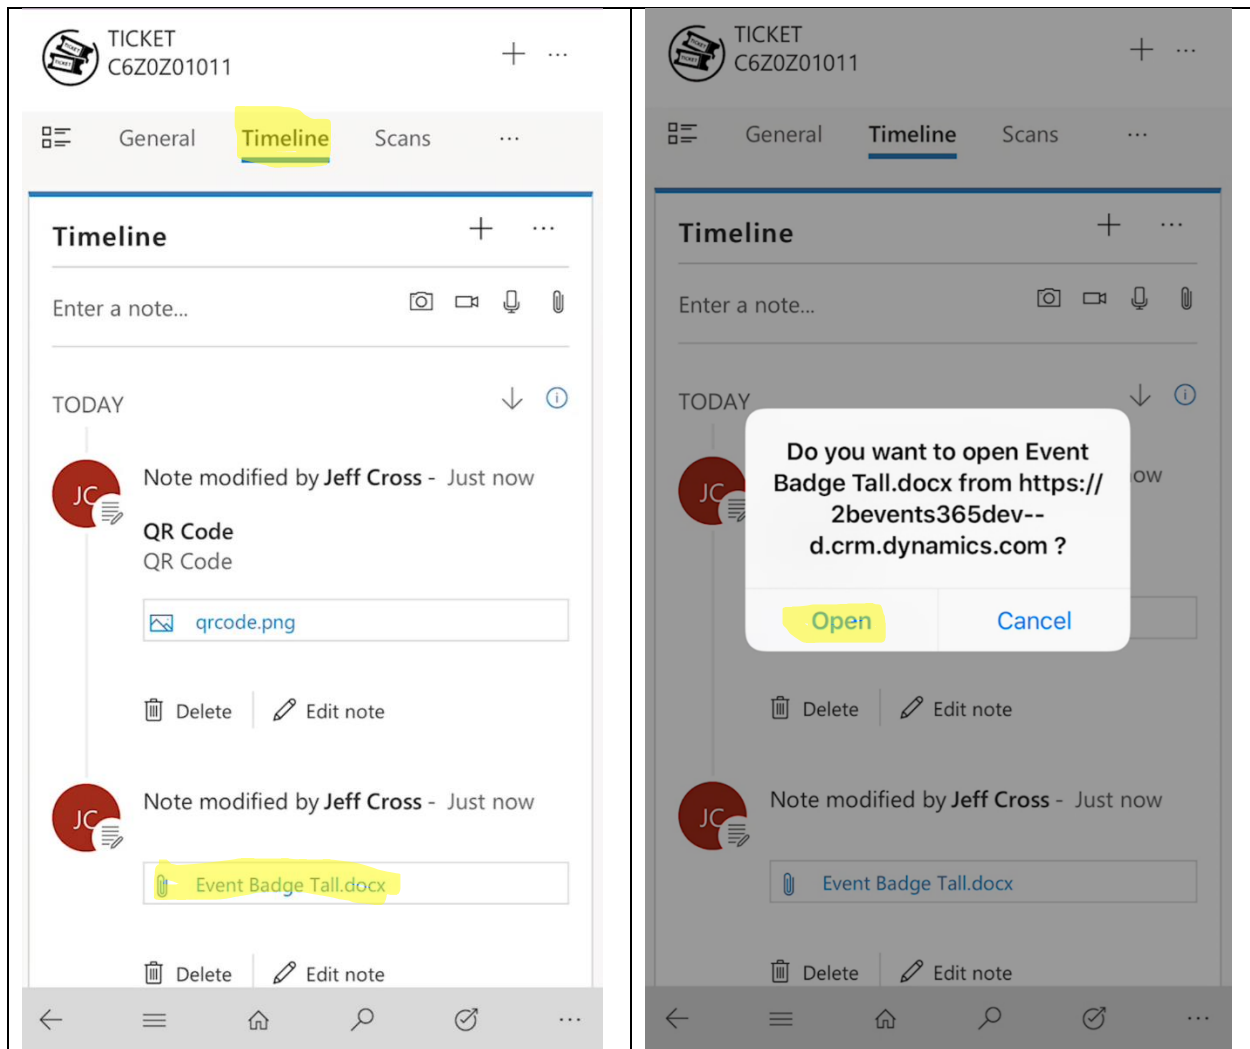 TICKET
C6Z0Z01011
General Timeline Scans
Timeline
Enter a note...
TODAY
JC
Note modified by Jeff Cross - Just now
QR Code
QR Code
qrcode.png
Delete Edit note
JC
Note modified by Jeff Cross - Just now
Event Badge Tall.docx
Delete Edit note
TICKET
C6Z0Z01011
General Timeline Scans
Timeline
Enter a note...
TODAY
Do you want to open Event
Badge Tall.docx from https://
2bevents365dev--
d.crm.dynamics.com ?
Open Cancel
JC
ow
Delete Edit note
JC
Note modified by Jeff Cross - Just now
Event Badge Tall.docx
Delete Edit note